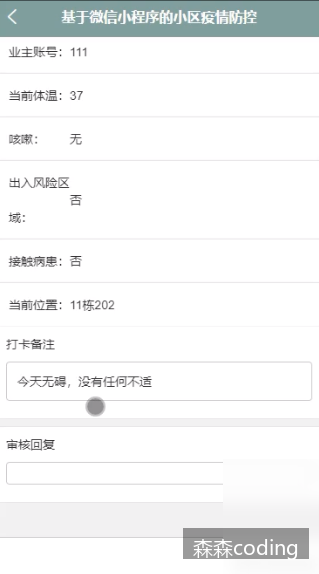 基于微信小程序的小区疫情防控
业主账号：111
当前体温：37
咳嗽：无
出入风险区
否
域：
接触病患：否
当前位置：11栋202
打卡备注
今天无碍，没有任何不适
审核回复
森森coding